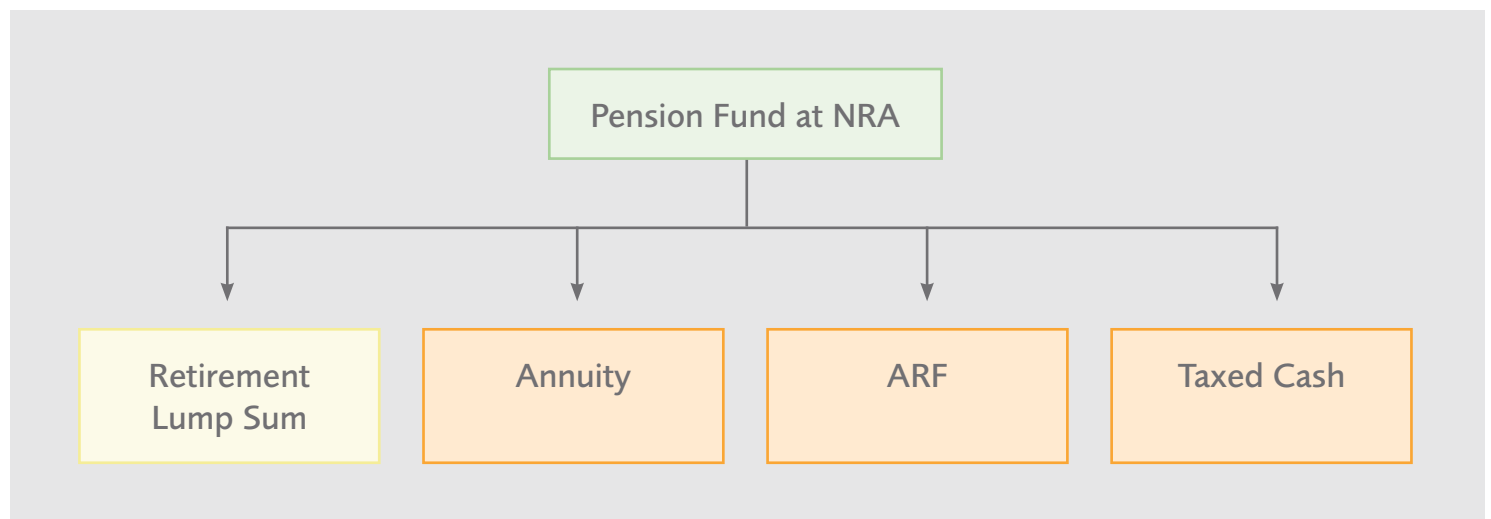 Pension Fund at NRA
Retirement
Lump Sum
Annuity
ARF
Taxed Cash